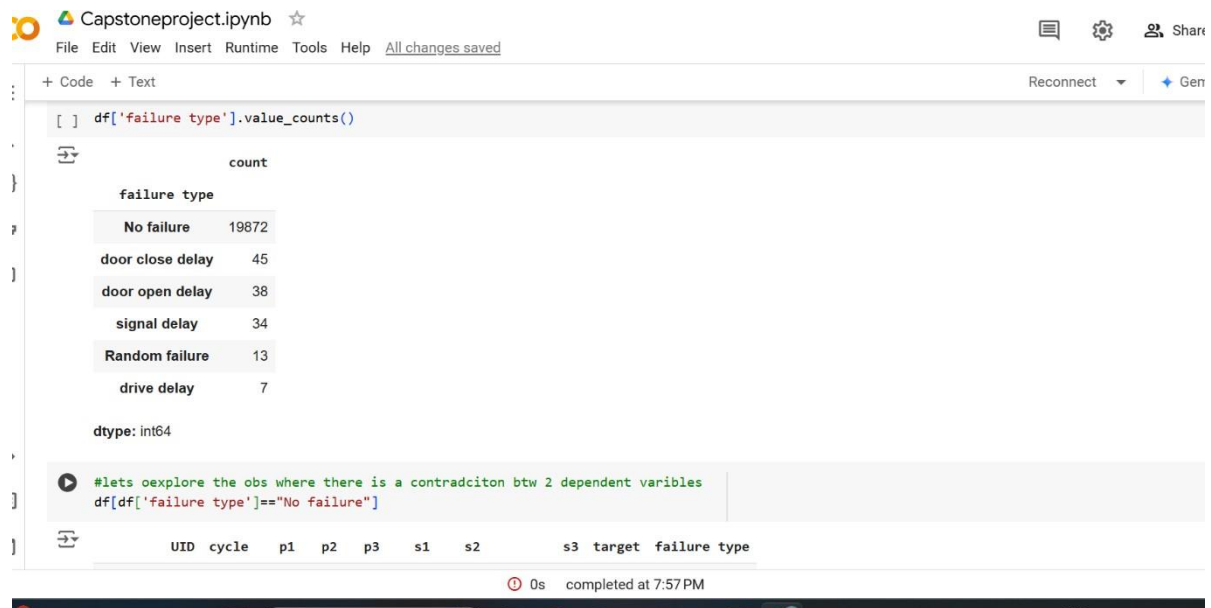 Capstoneproject.ipynb
File Edit View Insert Runtime Tools Help All changes saved
Share
+ Code + Text
Reconnect
[ ] df['failure type'].value_counts()
count
failure type
No failure 19872
door close delay 45
door open delay 38
signal delay 34
Random failure 13
drive delay 7
dtype: int64
#lets oexplore the obs where there is a contradciton btw 2 dependent varibles
df[df['failure type']=="No failure"]
UID cycle p1 p2 p3 s1 s2 s3 target failure type
0s completed at 7:57 PM